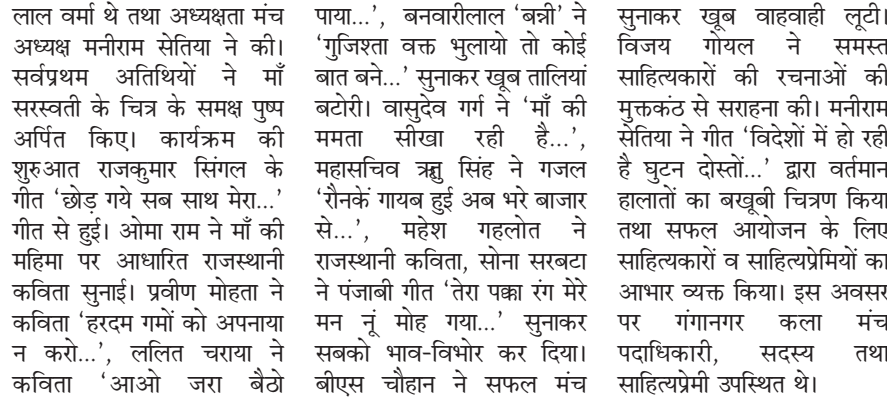 लाल वर्मा थे तथा अध्यक्षता मंच
अध्यक्ष मनीराम सेतिया ने की।
सर्वप्रथम अतिथियों ने माँ
सरस्वती के चित्र के समक्ष पुष्प
अर्पित किए। कार्यक्रम की
शुरुआत राजकुमार सिंगल के
गीत ‘छोड़ गये सब साथ मेरा...’
गीत से हुई। ओमा राम ने माँ की
महिमा पर आधारित राजस्थानी
कविता सुनाई। प्रवीण मोहता ने
कविता ‘हरदम गमों को अपनाया
न करो...’, ललित चराया ने
कविता ‘आओ जरा बैठो
पाया...’, बनवारीलाल ‘बन्नी’ ने
‘गुजिश्ता वक्त भुलायो तो कोई
बात बने...’ सुनाकर खूब तालियां
बटोरी। वासुदेव गर्ग ने ‘माँ की
ममता सीखा रही है...’,
महासचिव ऋतु सिंह ने गजल
‘रौनकें गायब हुई अब भरे बाजार
से...’, महेश गहलोत ने
राजस्थानी कविता, सोना सरबटा
ने पंजाबी गीत ‘तेरा पक्का रंग मेरे
मन नूं मोह गया...’ सुनाकर
सबको भाव-विभोर कर दिया।
बीएस चौहान ने सफल मंच
सुनाकर खूब वाहवाही लूटी।
विजय गोयल ने समस्त
साहित्यकारों की रचनाओं की
मुक्तकंठ से सराहना की। मनीराम
सेतिया ने गीत ‘विदेशों में हो रही
है घुटन दोस्तों...’ द्वारा वर्तमान
हालातों का बखूबी चित्रण किया
तथा सफल आयोजन के लिए
साहित्यकारों व साहित्यप्रेमियों का
आभार व्यक्त किया। इस अवसर
पर गंगानगर कला मंच
पदाधिकारी, सदस्य तथा
साहित्यप्रेमी उपस्थित थे।